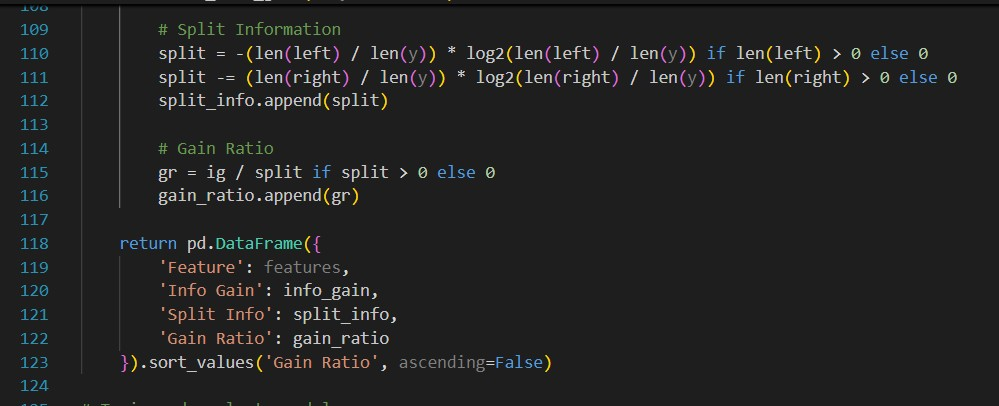 109 # Split Information
110 split = -(len(left) / len(y)) * log2(len(left) / len(y)) if len(left) > 0 else 0
111 split -= (len(right) / len(y)) * log2(len(right) / len(y)) if len(right) > 0 else 0
112 split_info.append(split)
113
114 # Gain Ratio
115 gr = ig / split if split > 0 else 0
116 gain_ratio.append(gr)
117
118 return pd.DataFrame({
119 'Feature': features,
120 'Info Gain': info_gain,
121 'Split Info': split_info,
122 'Gain Ratio': gain_ratio
123 }).sort_values('Gain Ratio', ascending=False)
124